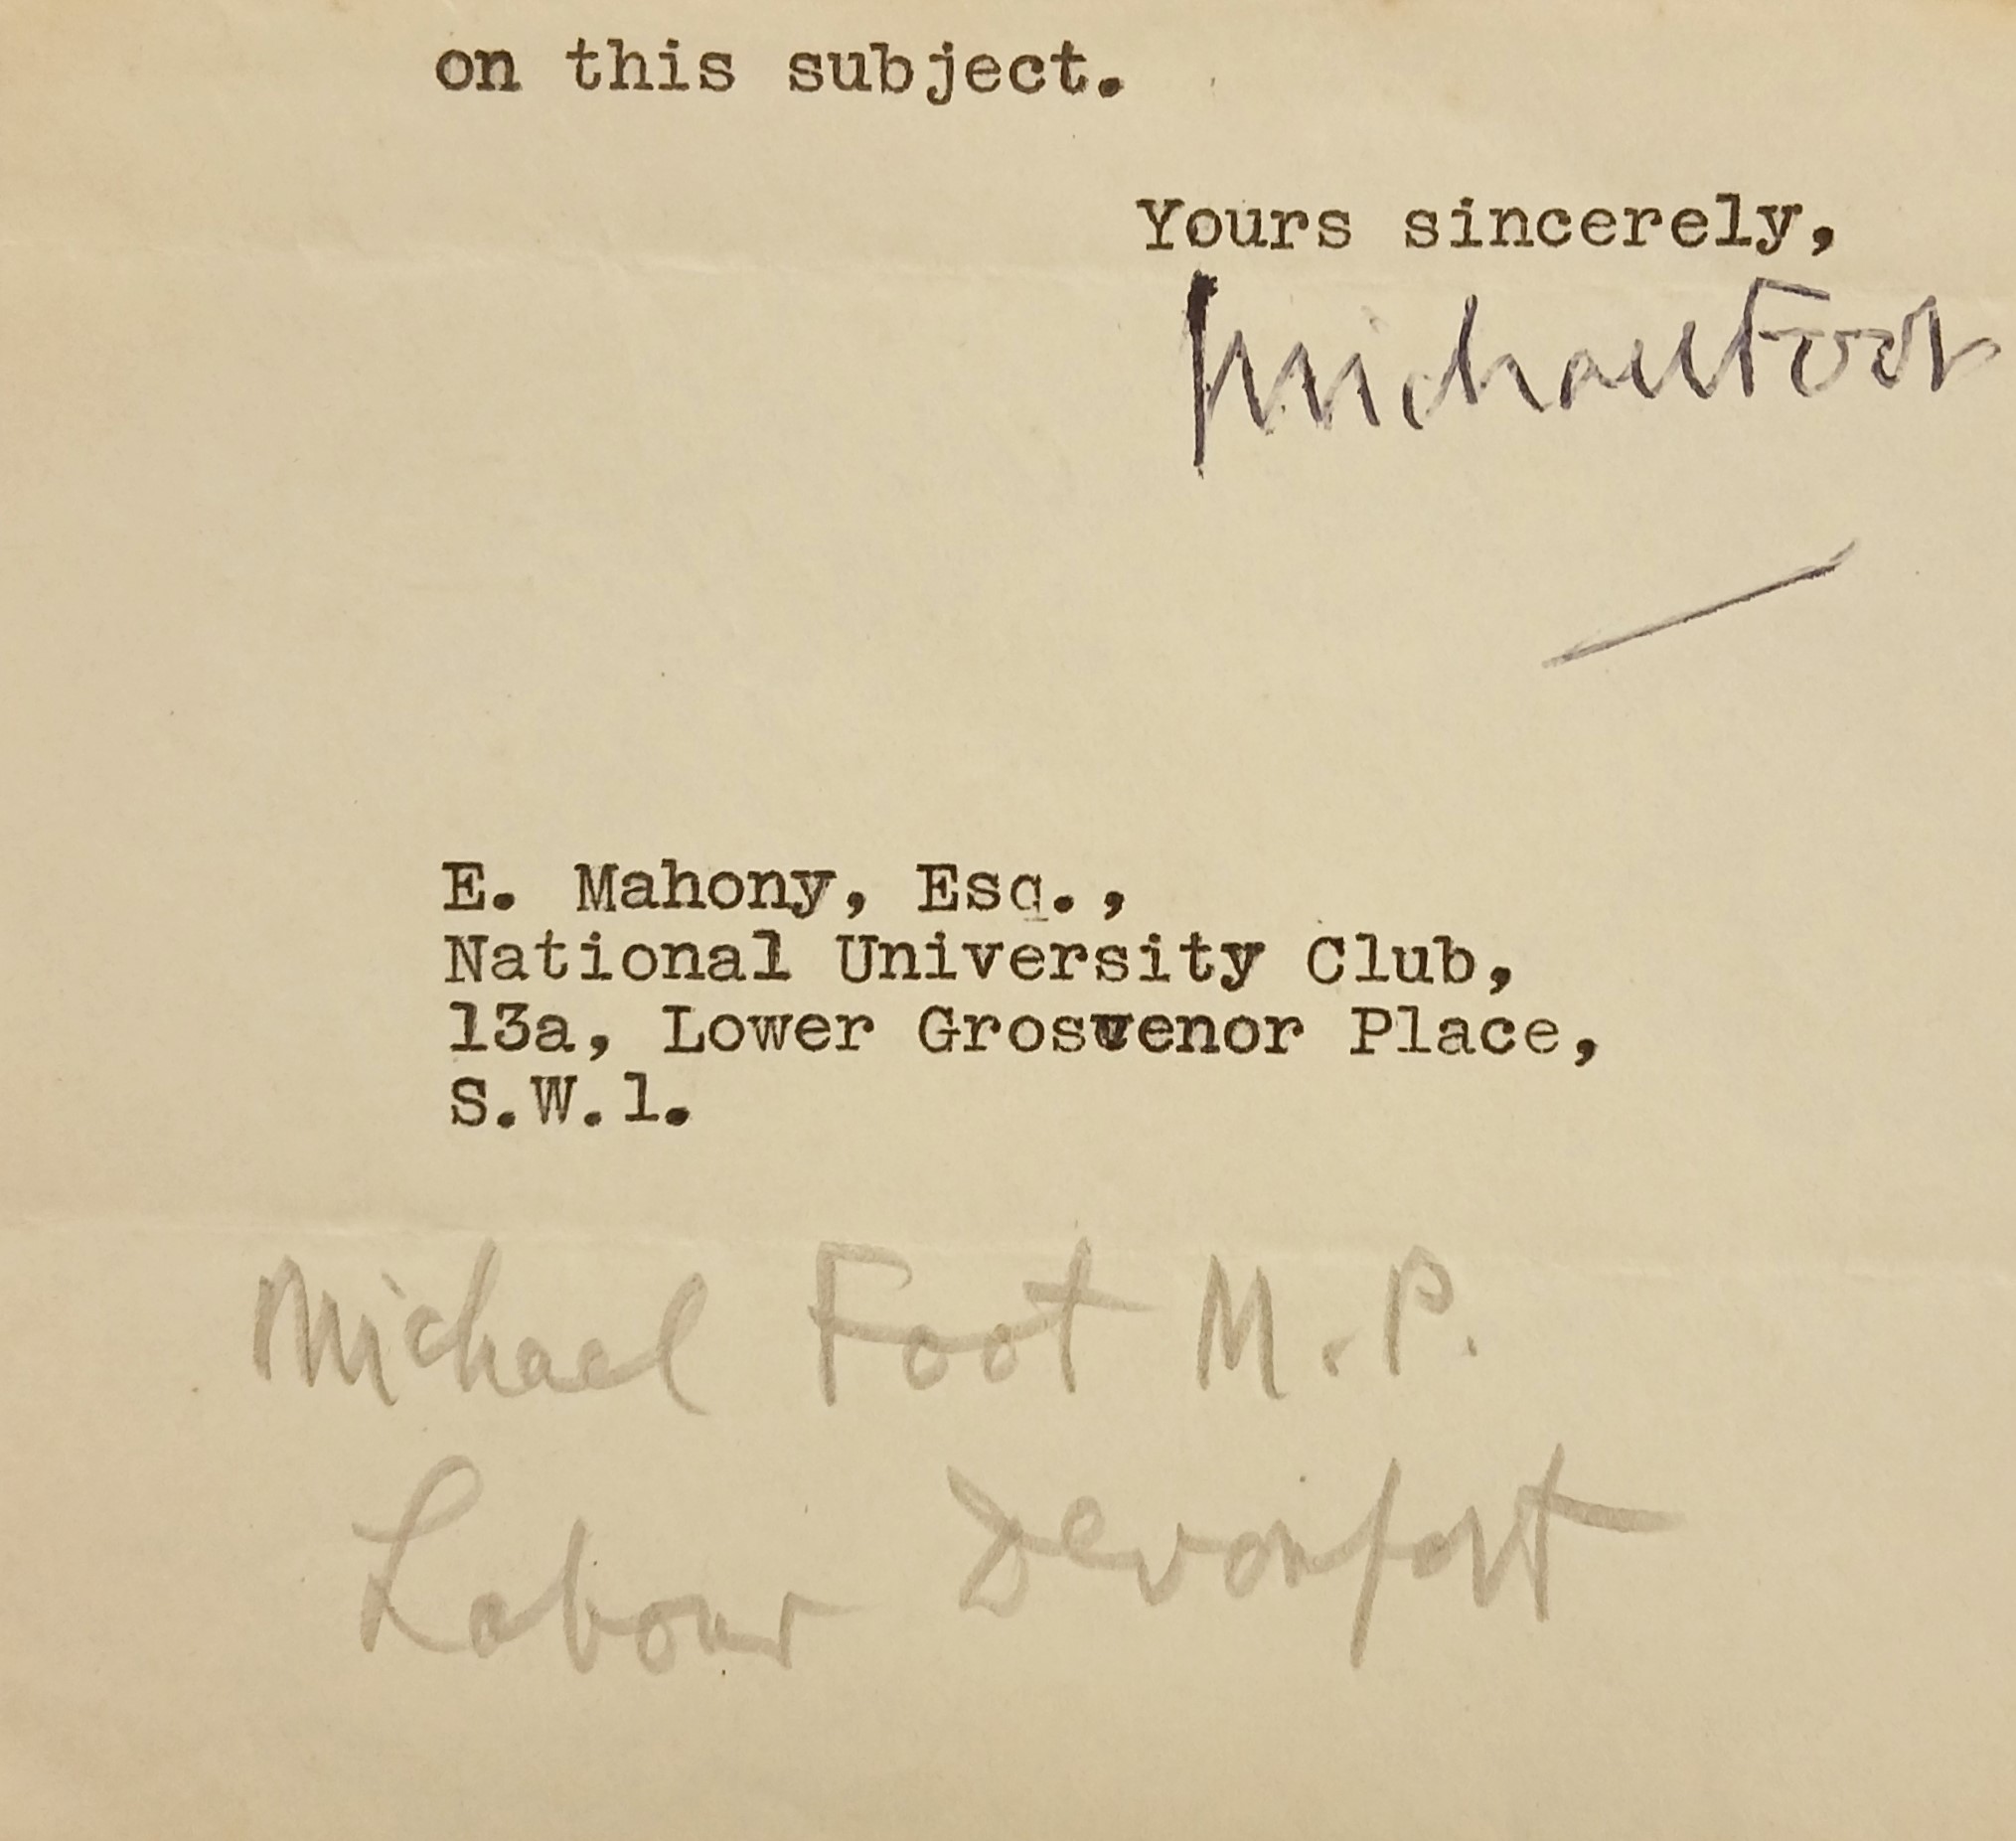 on this subject.
Yours sincerely,
Michael Foot
E. Mahony, Esq.,
National University Club,
13a, Lower Grosvenor Place,
S.W.1.
Michael Foot M.P.
Labour Devonport